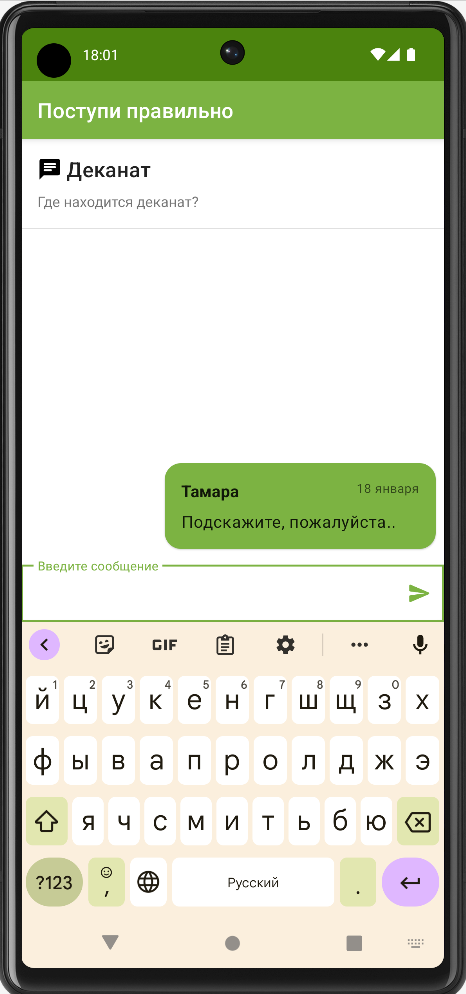 18:01
Поступи правильно
Деканат
Где находится деканат?
Тамара 18 января
Подскажите, пожалуйста..
Введите сообщение
GIF
й1 ц2 у3 к4 е5 н6 г7 ш8 щ9 з0 х
ф ы в а п р о л д ж э
я ч с м и т ь б ю
?123 , Русский .